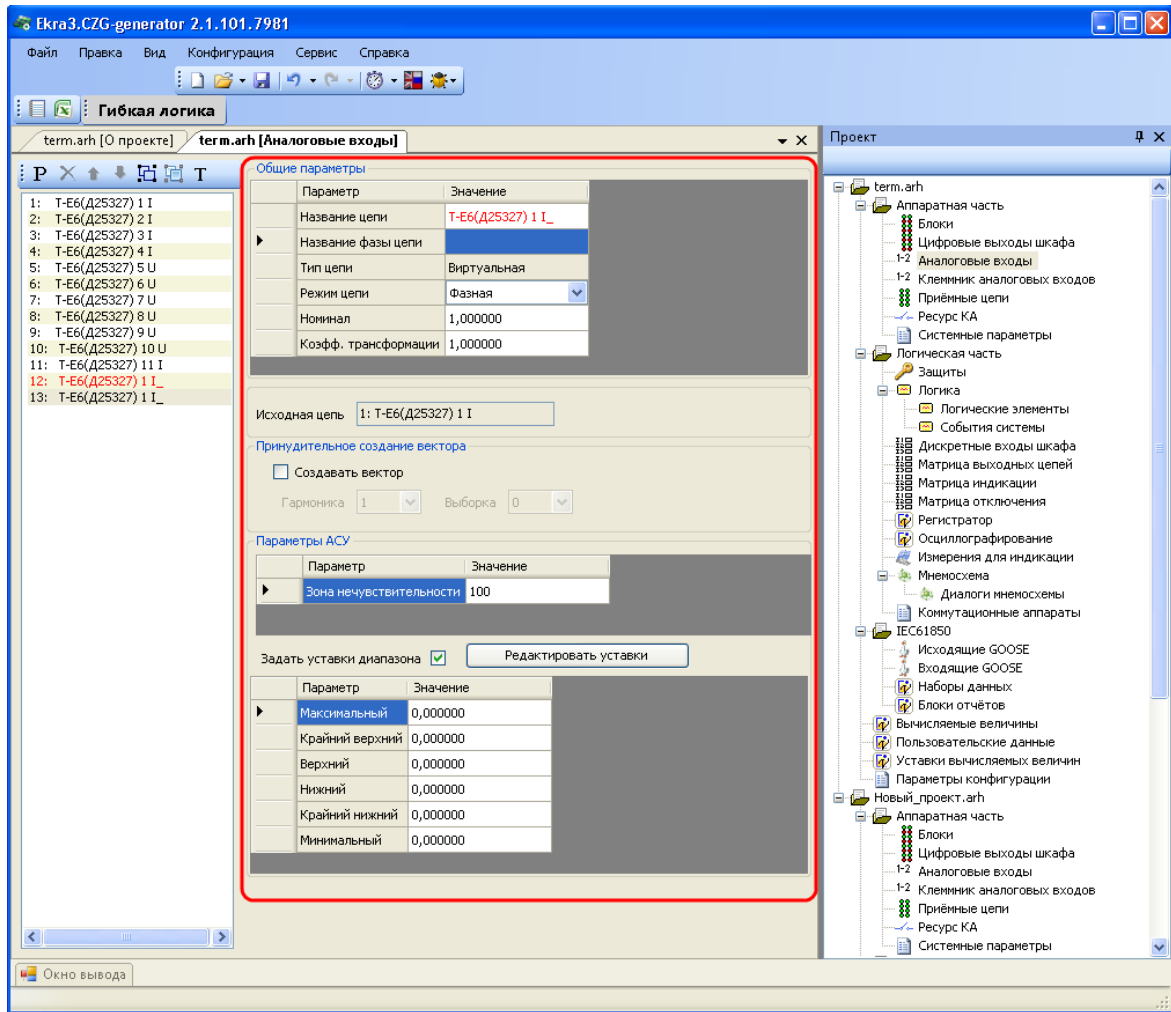 Ekra3.CZG-generator 2.1.101.7981
Файл Правка Вид Конфигурация Сервис Справка
Гибкая логика
term.arh [О проекте] term.arh [Аналоговые входы]
P T
1: Т-Е6(Д25327) 1 I
2: Т-Е6(Д25327) 2 I
3: Т-Е6(Д25327) 3 I
4: Т-Е6(Д25327) 4 I
5: Т-Е6(Д25327) 5 U
6: Т-Е6(Д25327) 6 U
7: Т-Е6(Д25327) 7 U
8: Т-Е6(Д25327) 8 U
9: Т-Е6(Д25327) 9 U
10: Т-Е6(Д25327) 10 U
11: Т-Е6(Д25327) 11 I
12: Т-Е6(Д25327) 1 I_
13: Т-Е6(Д25327) 1 I_
Общие параметры
Параметр Значение
Название цепи Т-Е6(Д25327) 1 I_
Название фазы цепи
Тип цепи Виртуальная
Режим цепи Фазная
Номинал 1,000000
Коэфф. трансформации 1,000000
Исходная цепь 1: Т-Е6(Д25327) 1 I
Принудительное создание вектора
Создавать вектор
Гармоника 1 Выборка 0
Параметры АСУ
Параметр Значение
Зона нечувствительности 100
Задать уставки диапазона Редактировать уставки
Параметр Значение
Максимальный 0,000000
Крайний верхний 0,000000
Верхний 0,000000
Нижний 0,000000
Крайний нижний 0,000000
Минимальный 0,000000
Проект
term.arh
Аппаратная часть
Блоки
Цифровые выходы шкафа
1-2 Аналоговые входы
1-2 Клеммник аналоговых входов
Приёмные цепи
Ресурс КА
Системные параметры
Логическая часть
Защиты
Логика
Логические элементы
События системы
Дискретные входы шкафа
Матрица выходных цепей
Матрица индикации
Матрица отключения
Регистратор
Осциллографирование
Измерения для индикации
Мнемосхема
Диалоги мнемосхемы
Коммутационные аппараты
IEC61850
Исходящие GOOSE
Входящие GOOSE
Наборы данных
Блоки отчётов
Вычисляемые величины
Пользовательские данные
Уставки вычисляемых величин
Параметры конфигурации
Новый_проект.arh
Аппаратная часть
Блоки
Цифровые выходы шкафа
1-2 Аналоговые входы
1-2 Клеммник аналоговых входов
Приёмные цепи
Ресурс КА
Системные параметры
Окно вывода